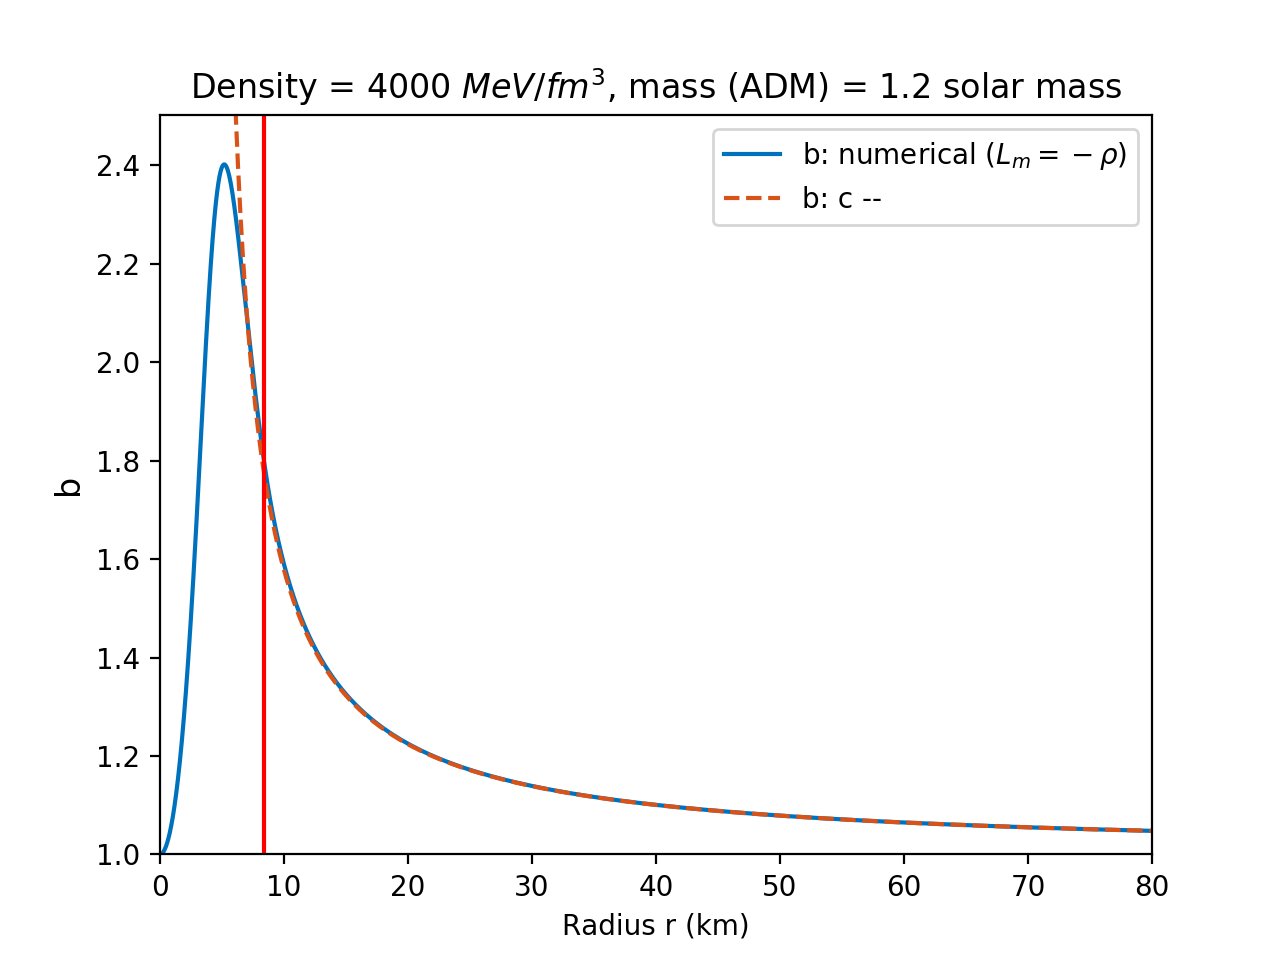 Density = 4000 MeV/fm³, mass (ADM) = 1.2 solar mass
b: numerical (Lₘ = −ρ)
b: c --
2.4
2.2
2.0
1.8
1.6
1.4
1.2
1.0
b
0 10 20 30 40 50 60 70 80
Radius r (km)